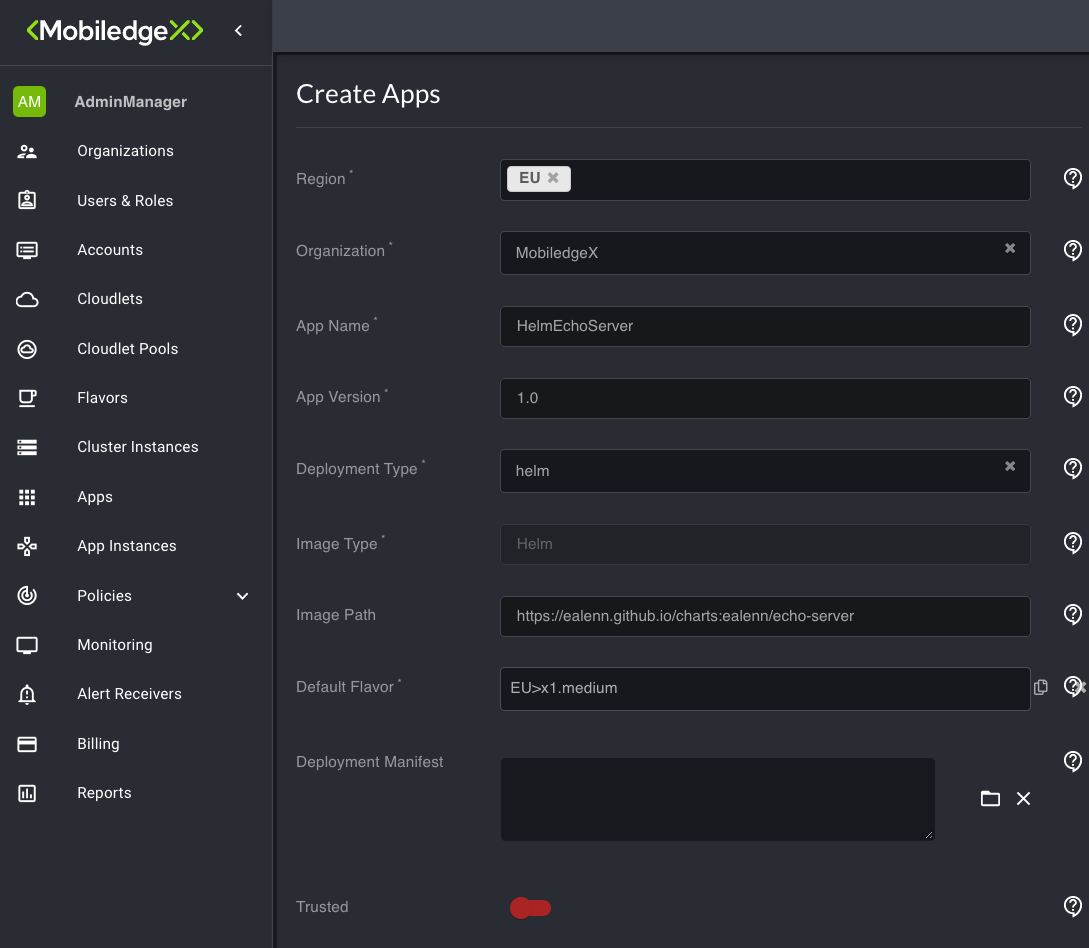 <MobiledgeX>
AM AdminManager
Organizations
Users & Roles
Accounts
Cloudlets
Cloudlet Pools
Flavors
Cluster Instances
Apps
App Instances
Policies
Monitoring
Alert Receivers
Billing
Reports
Create Apps
Region * EU
Organization * MobiledgeX
App Name * HelmEchoServer
App Version * 1.0
Deployment Type * helm
Image Type * Helm
Image Path https://ealenn.github.io/charts:ealenn/echo-server
Default Flavor * EU>x1.medium
Deployment Manifest
Trusted